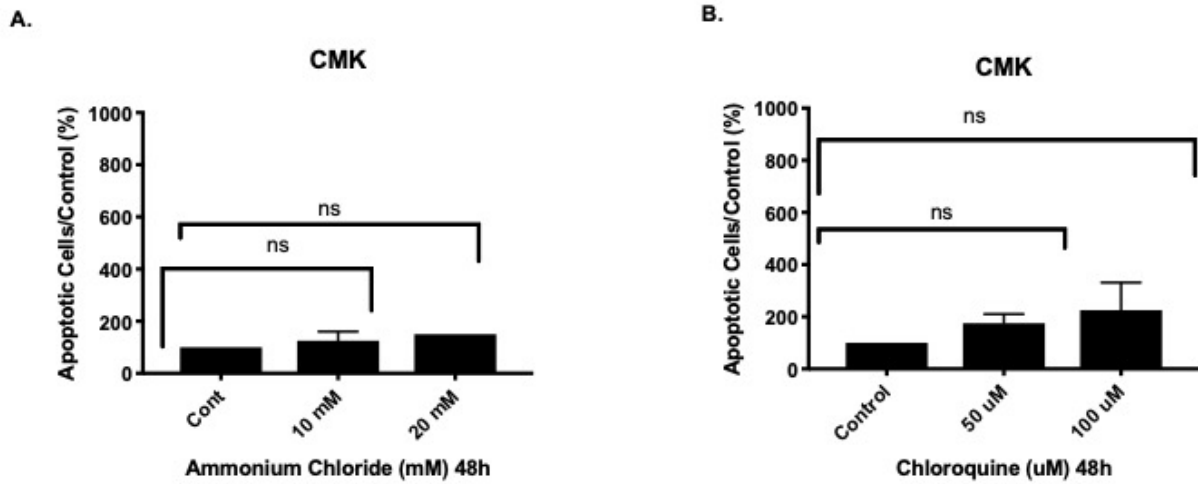 A.
CMK
Apoptotic Cells/Control (%)
1000
800
600
400
200
0
ns
ns
Cont
10 mM
20 mM
Ammonium Chloride (mM) 48h
B.
CMK
Apoptotic Cells/Control (%)
1000
800
600
400
200
0
ns
ns
Control
50 uM
100 uM
Chloroquine (uM) 48h